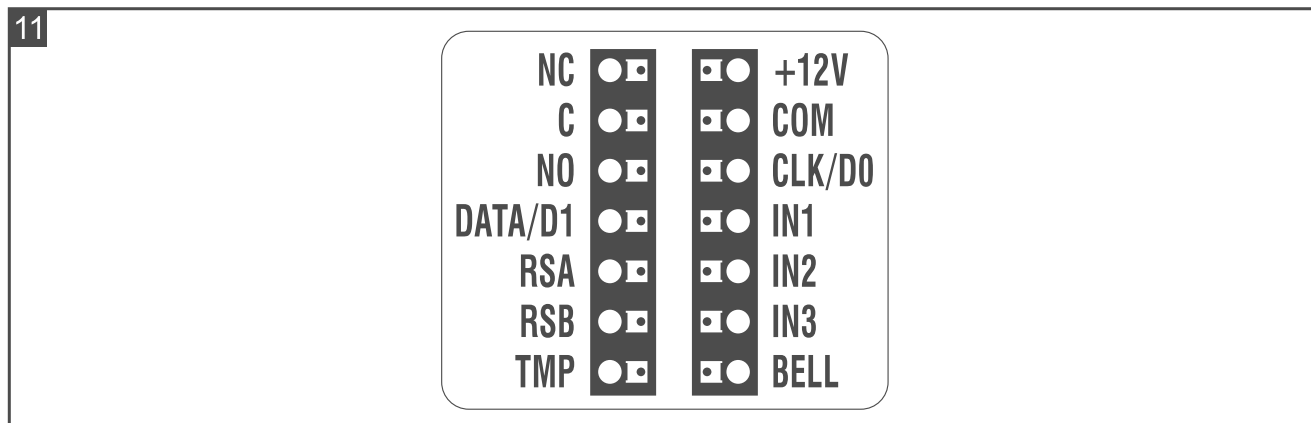 11
NC +12V
C COM
NO CLK/D0
DATA/D1 IN1
RSA IN2
RSB IN3
TMP BELL